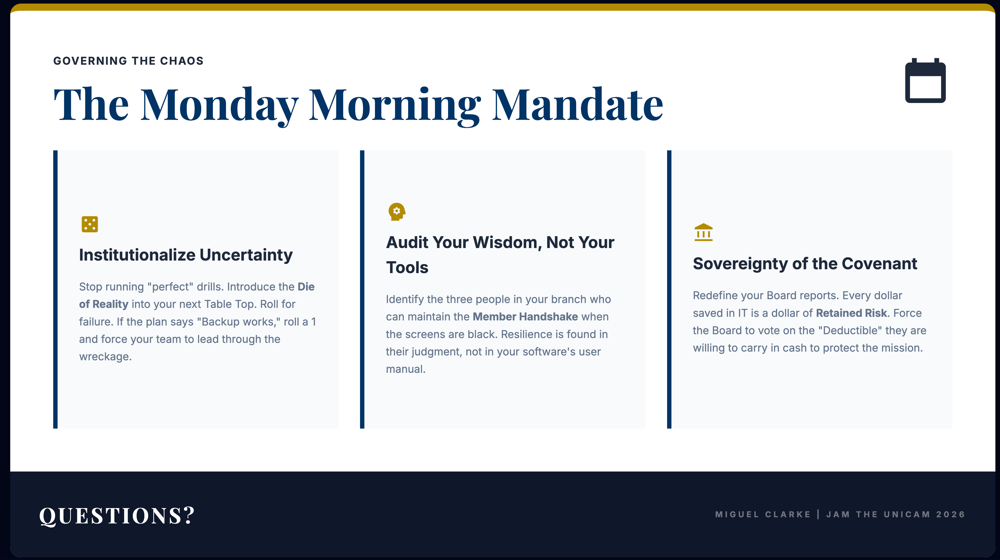 GOVERNING THE CHAOS
The Monday Morning Mandate
Institutionalize Uncertainty
Stop running "perfect" drills. Introduce the Die
of Reality into your next Table Top. Roll for
failure. If the plan says "Backup works," roll a 1
and force your team to lead through the
wreckage.
Audit Your Wisdom, Not Your
Tools
Identify the three people in your branch who
can maintain the Member Handshake when
the screens are black. Resilience is found in
their judgment, not in your software's user
manual.
Sovereignty of the Covenant
Redefine your Board reports. Every dollar
saved in IT is a dollar of Retained Risk. Force
the Board to vote on the "Deductible" they are
willing to carry in cash to protect the mission.
QUESTIONS?
MIGUEL CLARKE | JAM THE UNICAM 2026